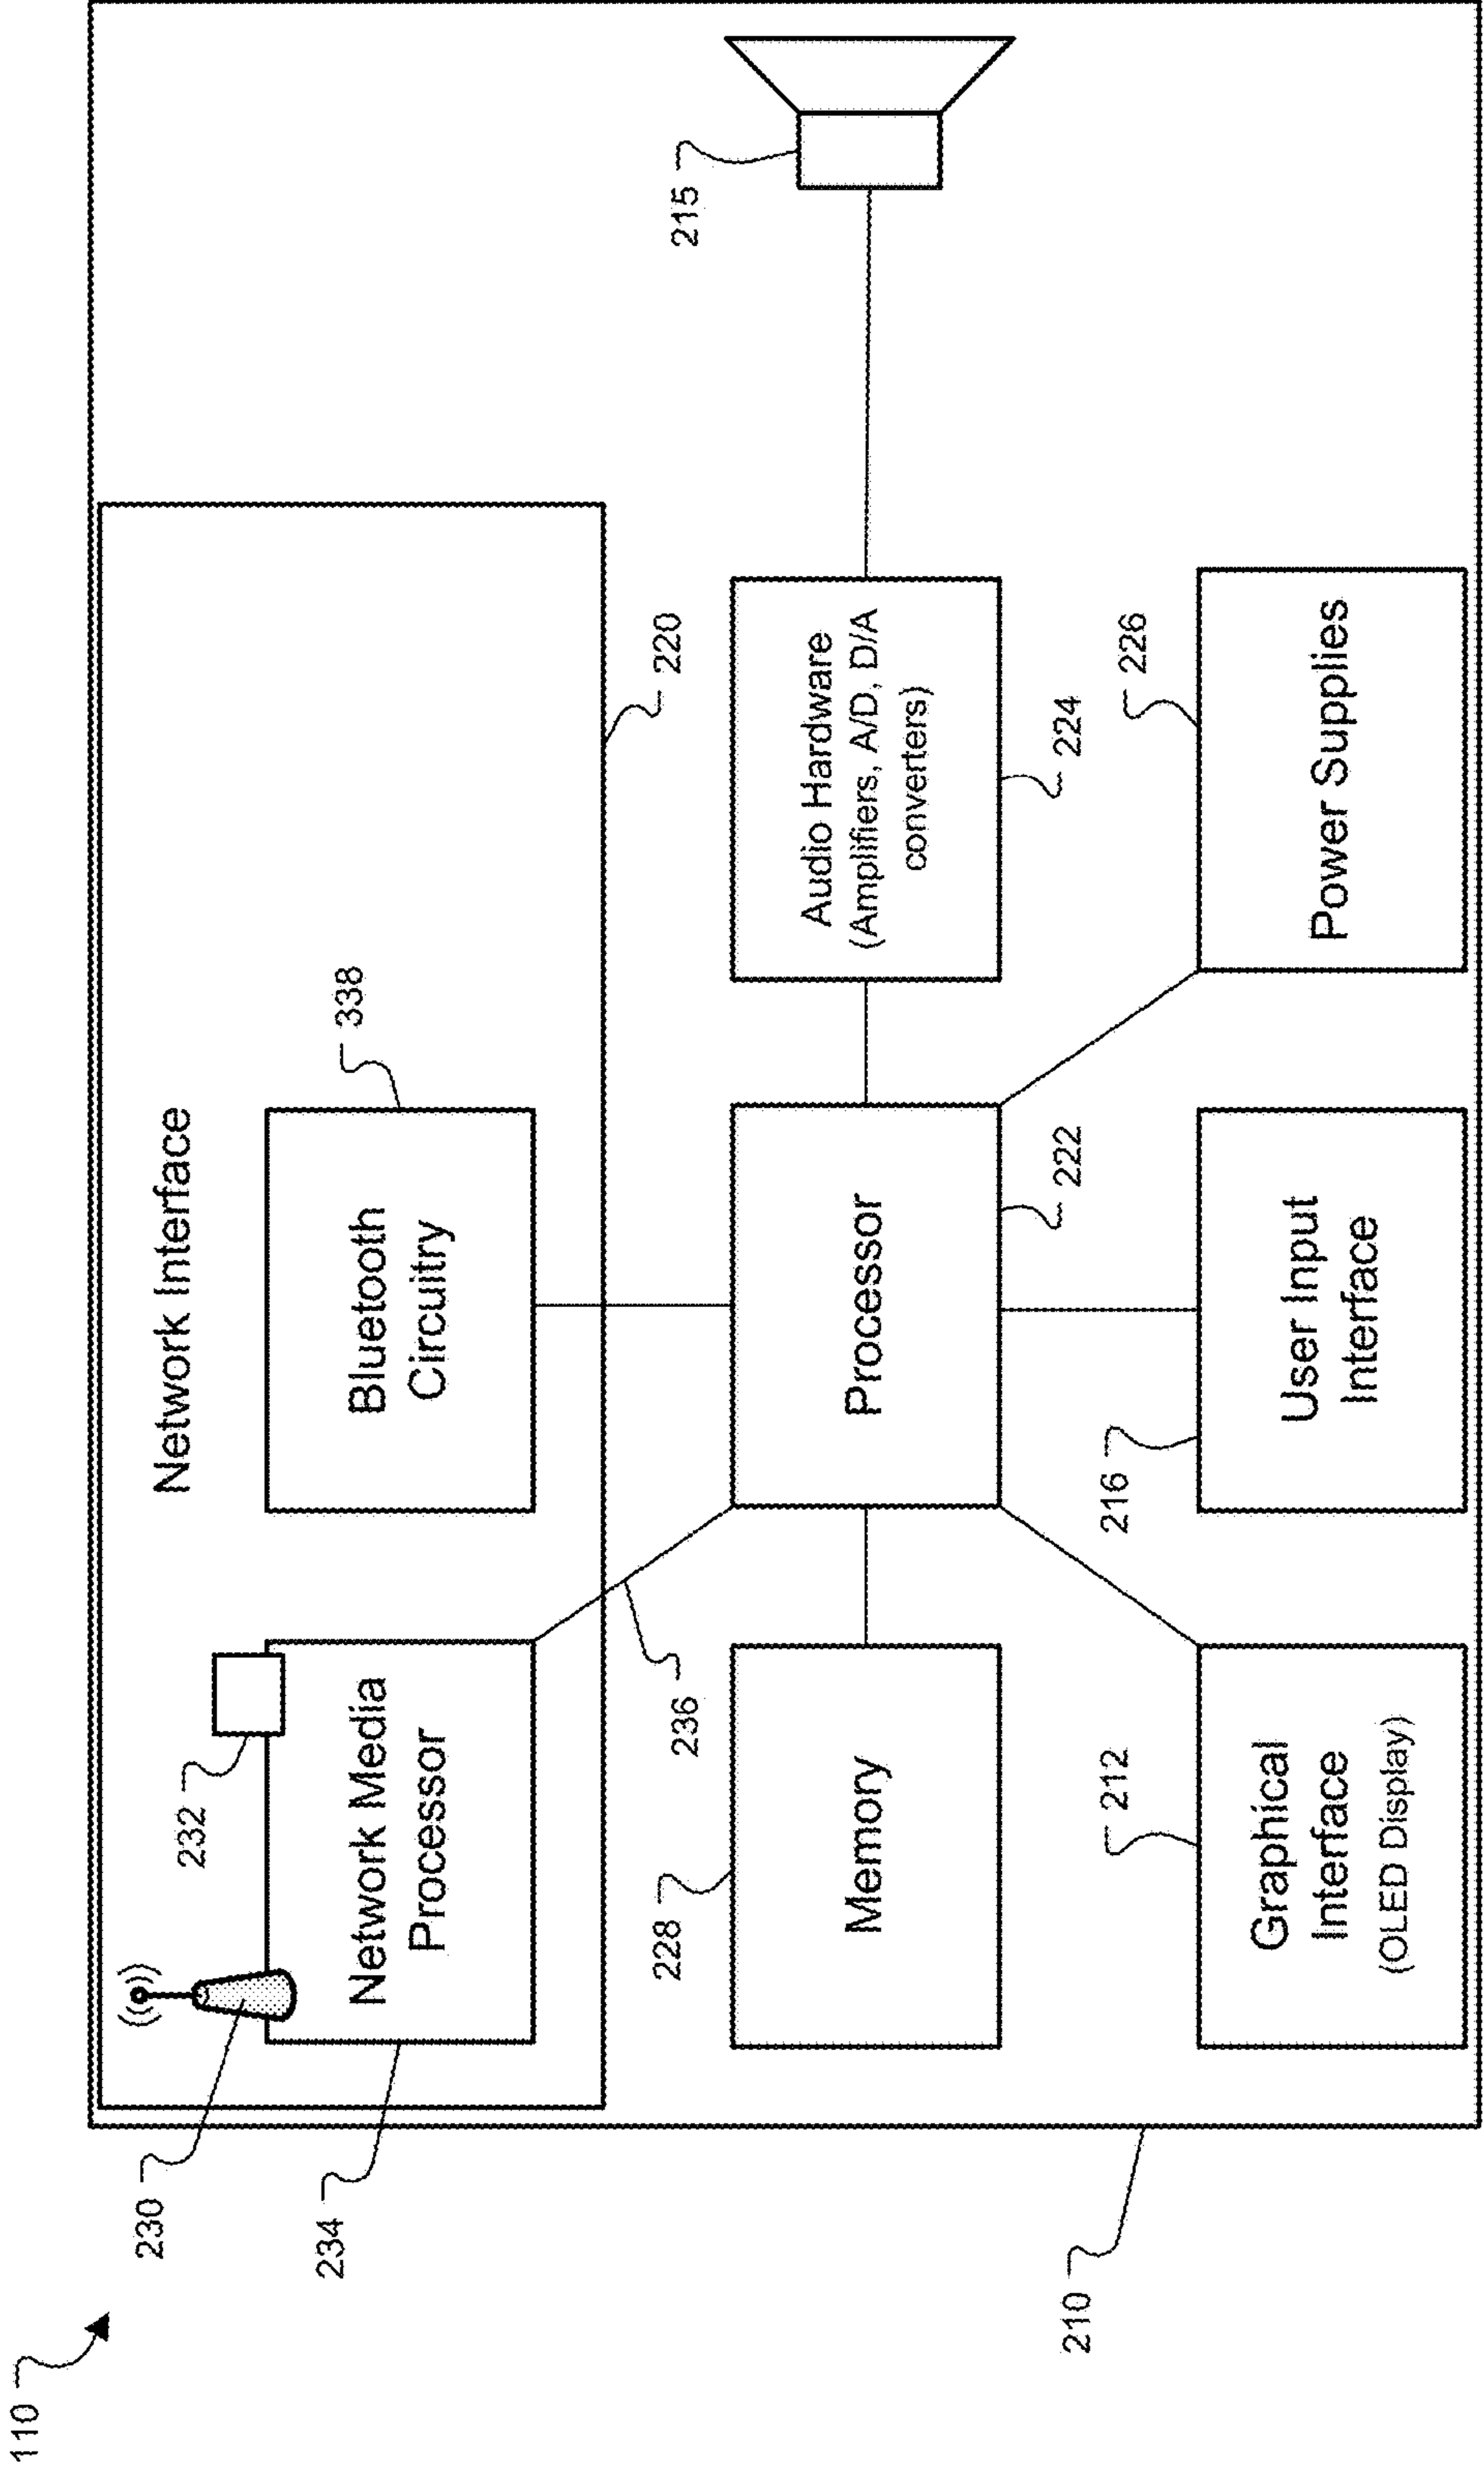 110
230
232
Network Interface
234
Network Media
Processor
Bluetooth
Circuitry
338
220
236
228
Memory
Processor
222
Audio Hardware
(Amplifiers, A/D, D/A
converters)
224
215
210
212
Graphical
Interface
(OLED Display)
216
User Input
Interface
226
Power Supplies